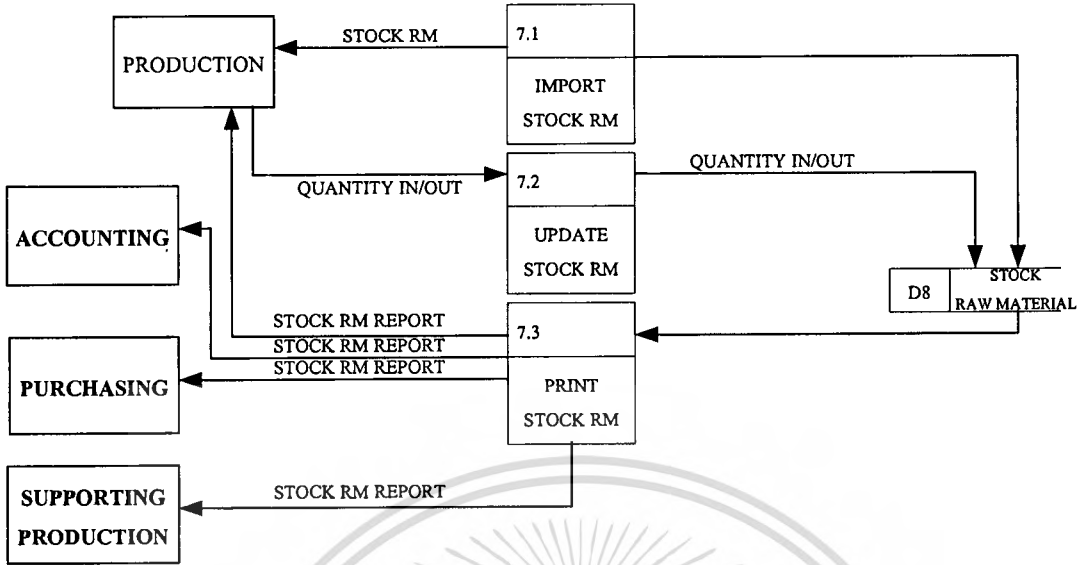 STOCK RM
7.1
PRODUCTION
IMPORT
STOCK RM
QUANTITY IN/OUT
7.2
QUANTITY IN/OUT
ACCOUNTING
UPDATE
STOCK RM
D8
STOCK
RAW MATERIAL
STOCK RM REPORT
STOCK RM REPORT
STOCK RM REPORT
7.3
PURCHASING
PRINT
STOCK RM
SUPPORTING
PRODUCTION
STOCK RM REPORT